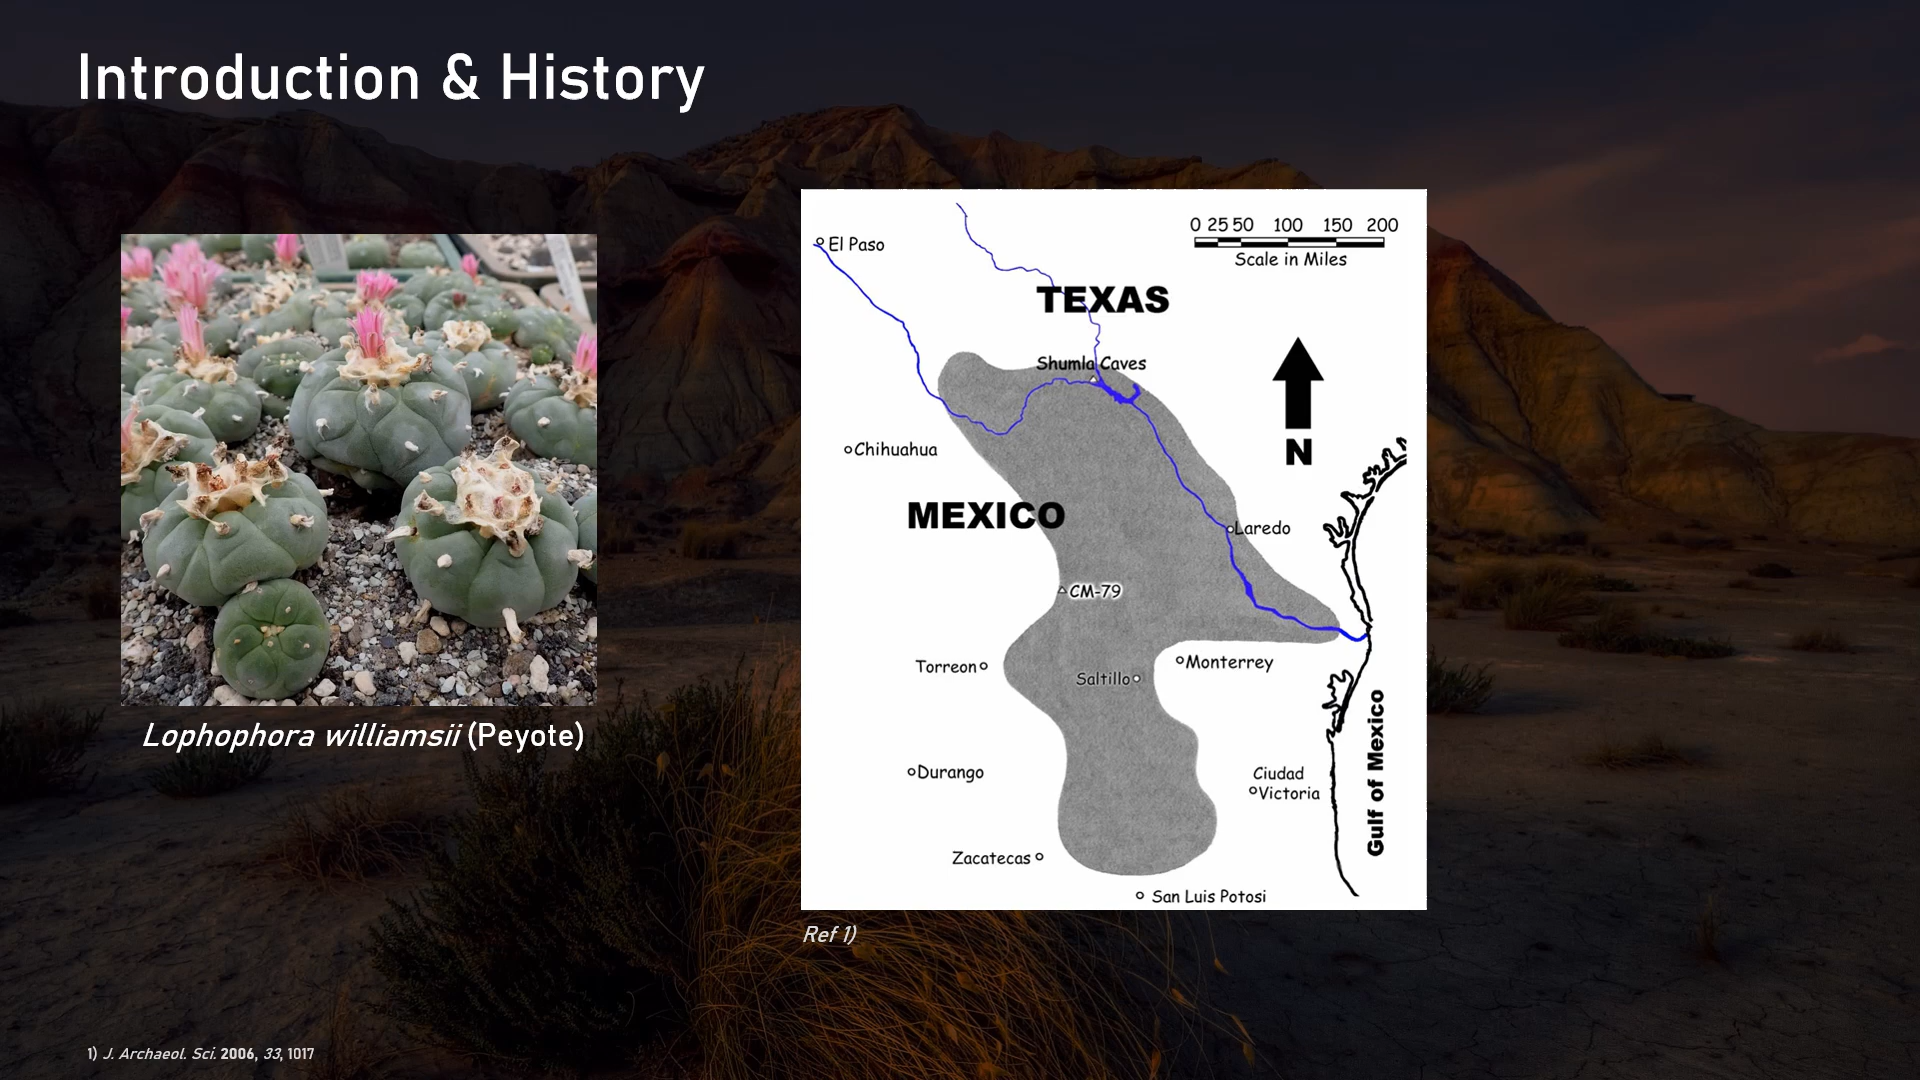 Introduction & History
Lophophora williamsii (Peyote)
El Paso
0 25 50 100 150 200
Scale in Miles
TEXAS
Shumla Caves
N
Chihuahua
MEXICO
Laredo
CM-79
Torreon
Saltillo
Monterrey
Durango
Ciudad
Victoria
Gulf of Mexico
Zacatecas
San Luis Potosi
Ref 1)
1) J. Archaeol. Sci. 2006, 33, 1017